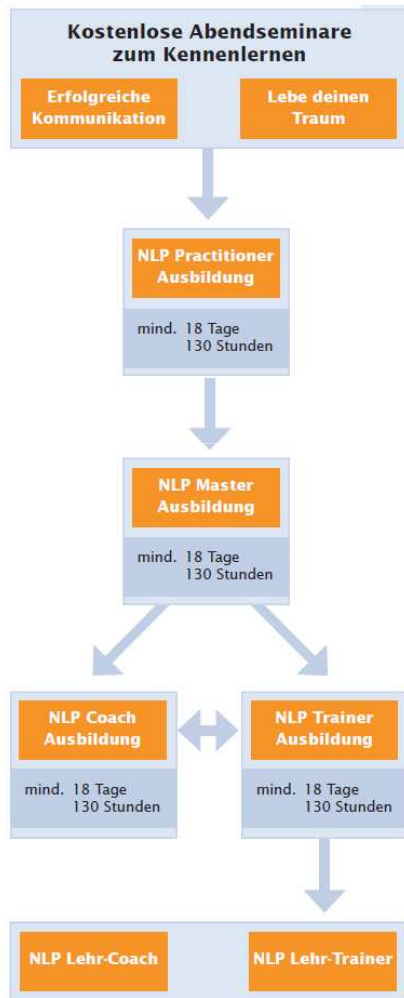 Kostenlose Abendseminare
zum Kennenlernen
Erfolgreiche
Kommunikation
Lebe deinen
Traum
NLP Practitioner
Ausbildung
mind. 18 Tage
130 Stunden
NLP Master
Ausbildung
mind. 18 Tage
130 Stunden
NLP Coach
Ausbildung
mind. 18 Tage
130 Stunden
NLP Trainer
Ausbildung
mind. 18 Tage
130 Stunden
NLP Lehr-Coach
NLP Lehr-Trainer